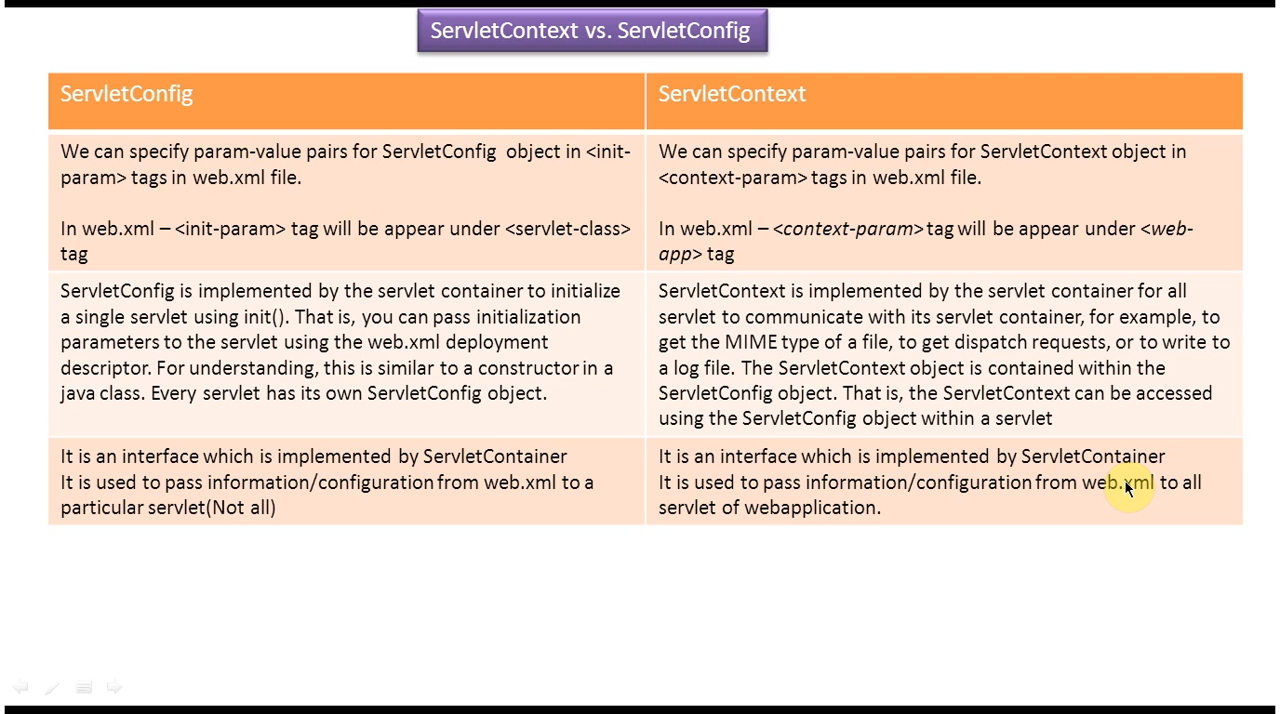 ServletContext vs. ServletConfig
ServletConfig
ServletContext
We can specify param-value pairs for ServletConfig object in <init-
param> tags in web.xml file.
In web.xml – <init-param> tag will be appear under <servlet-class>
tag
We can specify param-value pairs for ServletContext object in
<context-param> tags in web.xml file.
In web.xml – <context-param> tag will be appear under <web-
app> tag
ServletConfig is implemented by the servlet container to initialize
a single servlet using init(). That is, you can pass initialization
parameters to the servlet using the web.xml deployment
descriptor. For understanding, this is similar to a constructor in a
java class. Every servlet has its own ServletConfig object.
ServletContext is implemented by the servlet container for all
servlet to communicate with its servlet container, for example, to
get the MIME type of a file, to get dispatch requests, or to write to
a log file. The ServletContext object is contained within the
ServletConfig object. That is, the ServletContext can be accessed
using the ServletConfig object within a servlet
It is an interface which is implemented by ServletContainer
It is used to pass information/configuration from web.xml to a
particular servlet(Not all)
It is an interface which is implemented by ServletContainer
It is used to pass information/configuration from web.xml to all
servlet of webapplication.